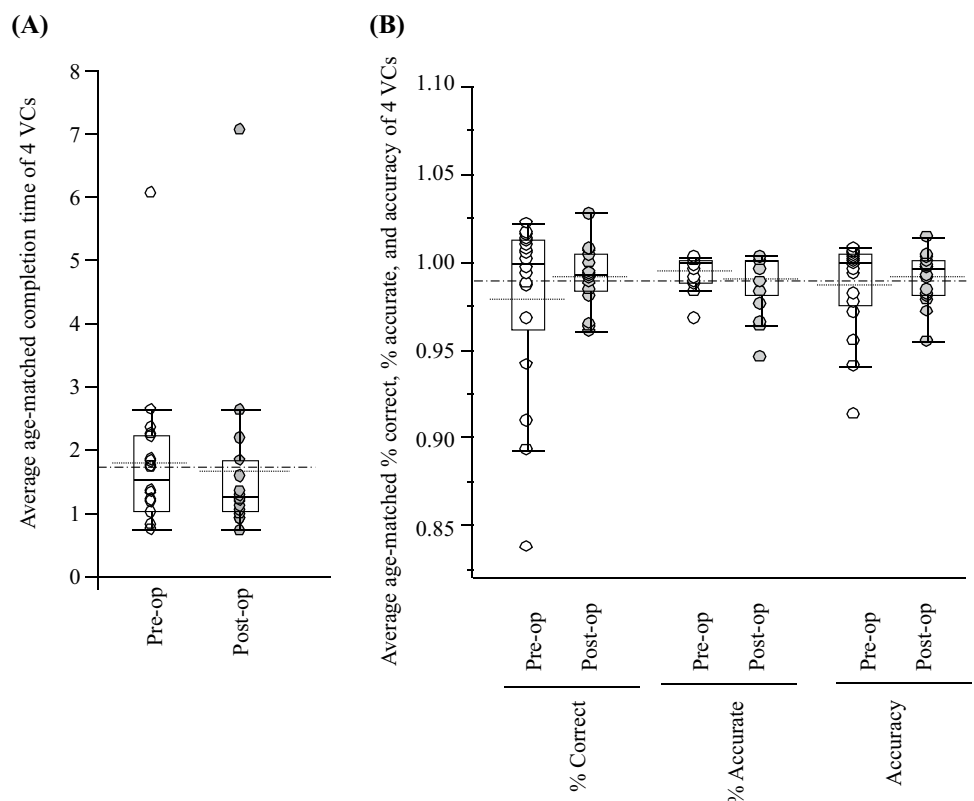 (A)
Average age-matched completion time of 4 VCs
8
7
6
5
4
3
2
1
0
Pre-op
Post-op
(B)
Average age-matched % correct, % accurate, and accuracy of 4 VCs
1.10
1.05
1.00
0.95
0.90
0.85
Pre-op
Post-op
Pre-op
Post-op
Pre-op
Post-op
% Correct
% Accurate
Accuracy